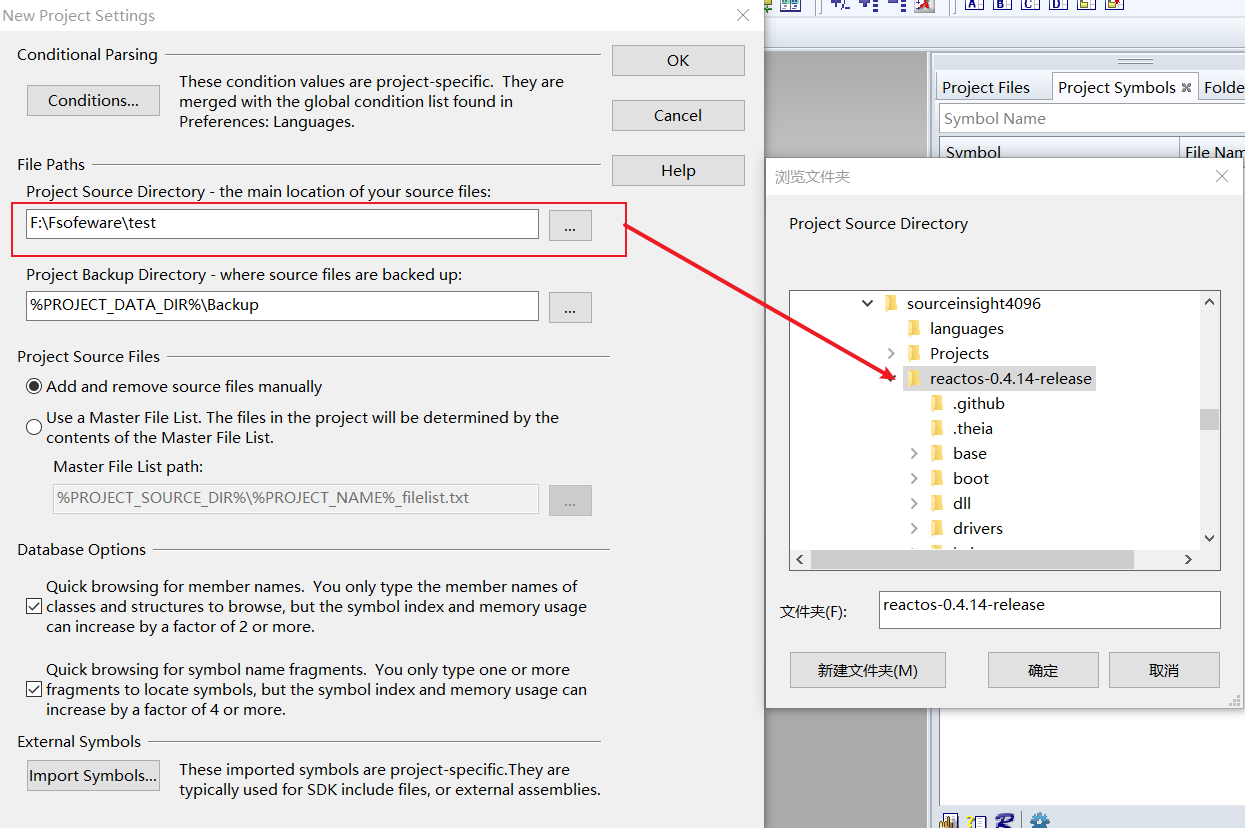 New Project Settings
Conditional Parsing
Conditions...
These condition values are project-specific.  They are
merged with the global condition list found in
Preferences: Languages.
OK
Cancel
Help
File Paths
Project Source Directory - the main location of your source files:
F:\Fsofeware\test
...
Project Backup Directory - where source files are backed up:
%PROJECT_DATA_DIR%\Backup
...
Project Source Files
Add and remove source files manually
Use a Master File List. The files in the project will be determined by the
contents of the Master File List.
Master File List path:
%PROJECT_SOURCE_DIR%\%PROJECT_NAME%_filelist.txt
...
Database Options
Quick browsing for member names.  You only type the member names of
classes and structures to browse, but the symbol index and memory usage
can increase by a factor of 2 or more.
Quick browsing for symbol name fragments.  You only type one or more
fragments to locate symbols, but the symbol index and memory usage can
increase by a factor of 4 or more.
External Symbols
Import Symbols...
These imported symbols are project-specific.They are
typically used for SDK include files, or external assemblies.
A B C D
Project Files
Project Symbols
Folde
Symbol Name
Symbol
File Nam
浏览文件夹
Project Source Directory
sourceinsight4096
languages
Projects
reactos-0.4.14-release
.github
.theia
base
boot
dll
drivers
文件夹(F):
reactos-0.4.14-release
新建文件夹(M)
确定
取消